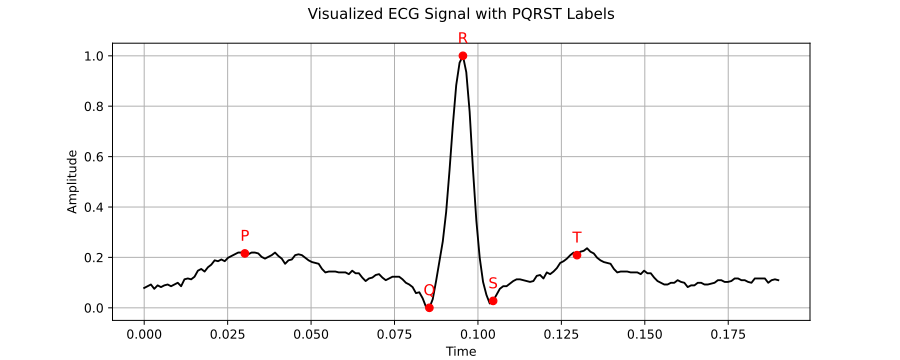 Visualized ECG Signal with PQRST Labels
R
1.0
0.8
0.6
0.4
0.2
0.0
Amplitude
P
Q
S
T
0.000 0.025 0.050 0.075 0.100 0.125 0.150 0.175
Time